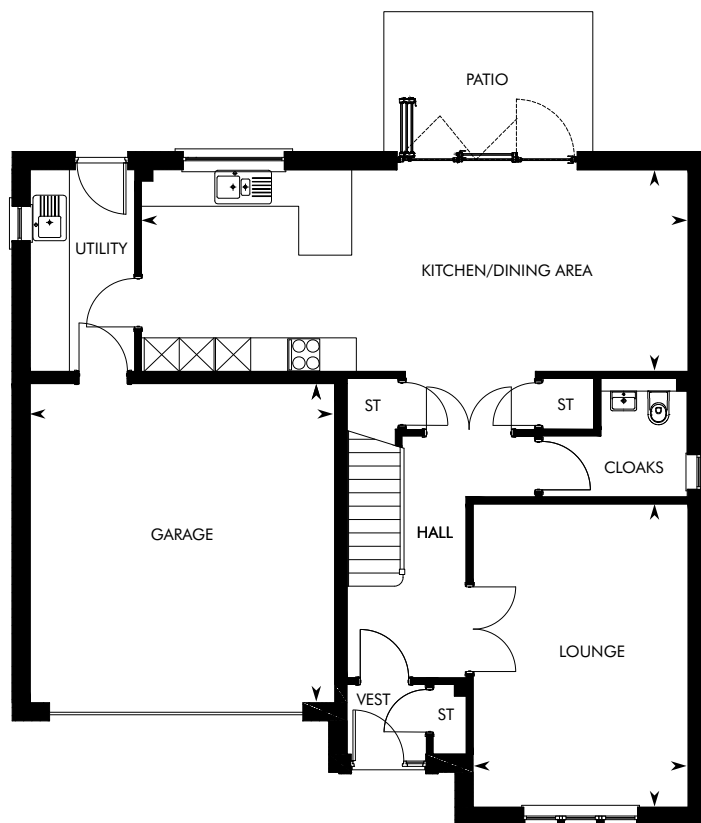 PATIO
UTILITY
KITCHEN/DINING AREA
ST
ST
CLOAKS
GARAGE
HALL
LOUNGE
VEST
ST